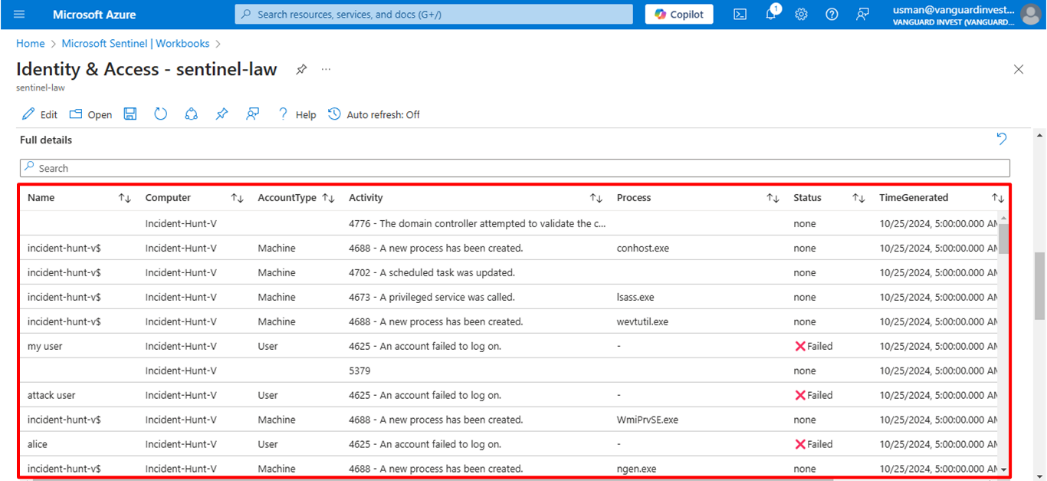 Microsoft Azure Search resources, services, and docs (G+/) Copilot 1 usman@vanguardinvest...
VANGUARD INVEST (VANGUARD...
Home > Microsoft Sentinel | Workbooks >
Identity & Access - sentinel-law ...
sentinel-law
Edit Open ? Help Auto refresh: Off
Full details
Search
Name Computer AccountType Activity Process Status TimeGenerated
Incident-Hunt-V 4776 - The domain controller attempted to validate the c... none 10/25/2024, 5:00:00.000 AM
incident-hunt-v$ Incident-Hunt-V Machine 4688 - A new process has been created. conhost.exe none 10/25/2024, 5:00:00.000 AM
incident-hunt-v$ Incident-Hunt-V Machine 4702 - A scheduled task was updated. none 10/25/2024, 5:00:00.000 AM
incident-hunt-v$ Incident-Hunt-V Machine 4673 - A privileged service was called. lsass.exe none 10/25/2024, 5:00:00.000 AM
incident-hunt-v$ Incident-Hunt-V Machine 4688 - A new process has been created. wevtutil.exe none 10/25/2024, 5:00:00.000 AM
my user Incident-Hunt-V User 4625 - An account failed to log on. - Failed 10/25/2024, 5:00:00.000 AM
Incident-Hunt-V 5379 none 10/25/2024, 5:00:00.000 AM
attack user Incident-Hunt-V User 4625 - An account failed to log on. - Failed 10/25/2024, 5:00:00.000 AM
incident-hunt-v$ Incident-Hunt-V Machine 4688 - A new process has been created. WmiPrvSE.exe none 10/25/2024, 5:00:00.000 AM
alice Incident-Hunt-V User 4625 - An account failed to log on. - Failed 10/25/2024, 5:00:00.000 AM
incident-hunt-v$ Incident-Hunt-V Machine 4688 - A new process has been created. ngen.exe none 10/25/2024, 5:00:00.000 AM